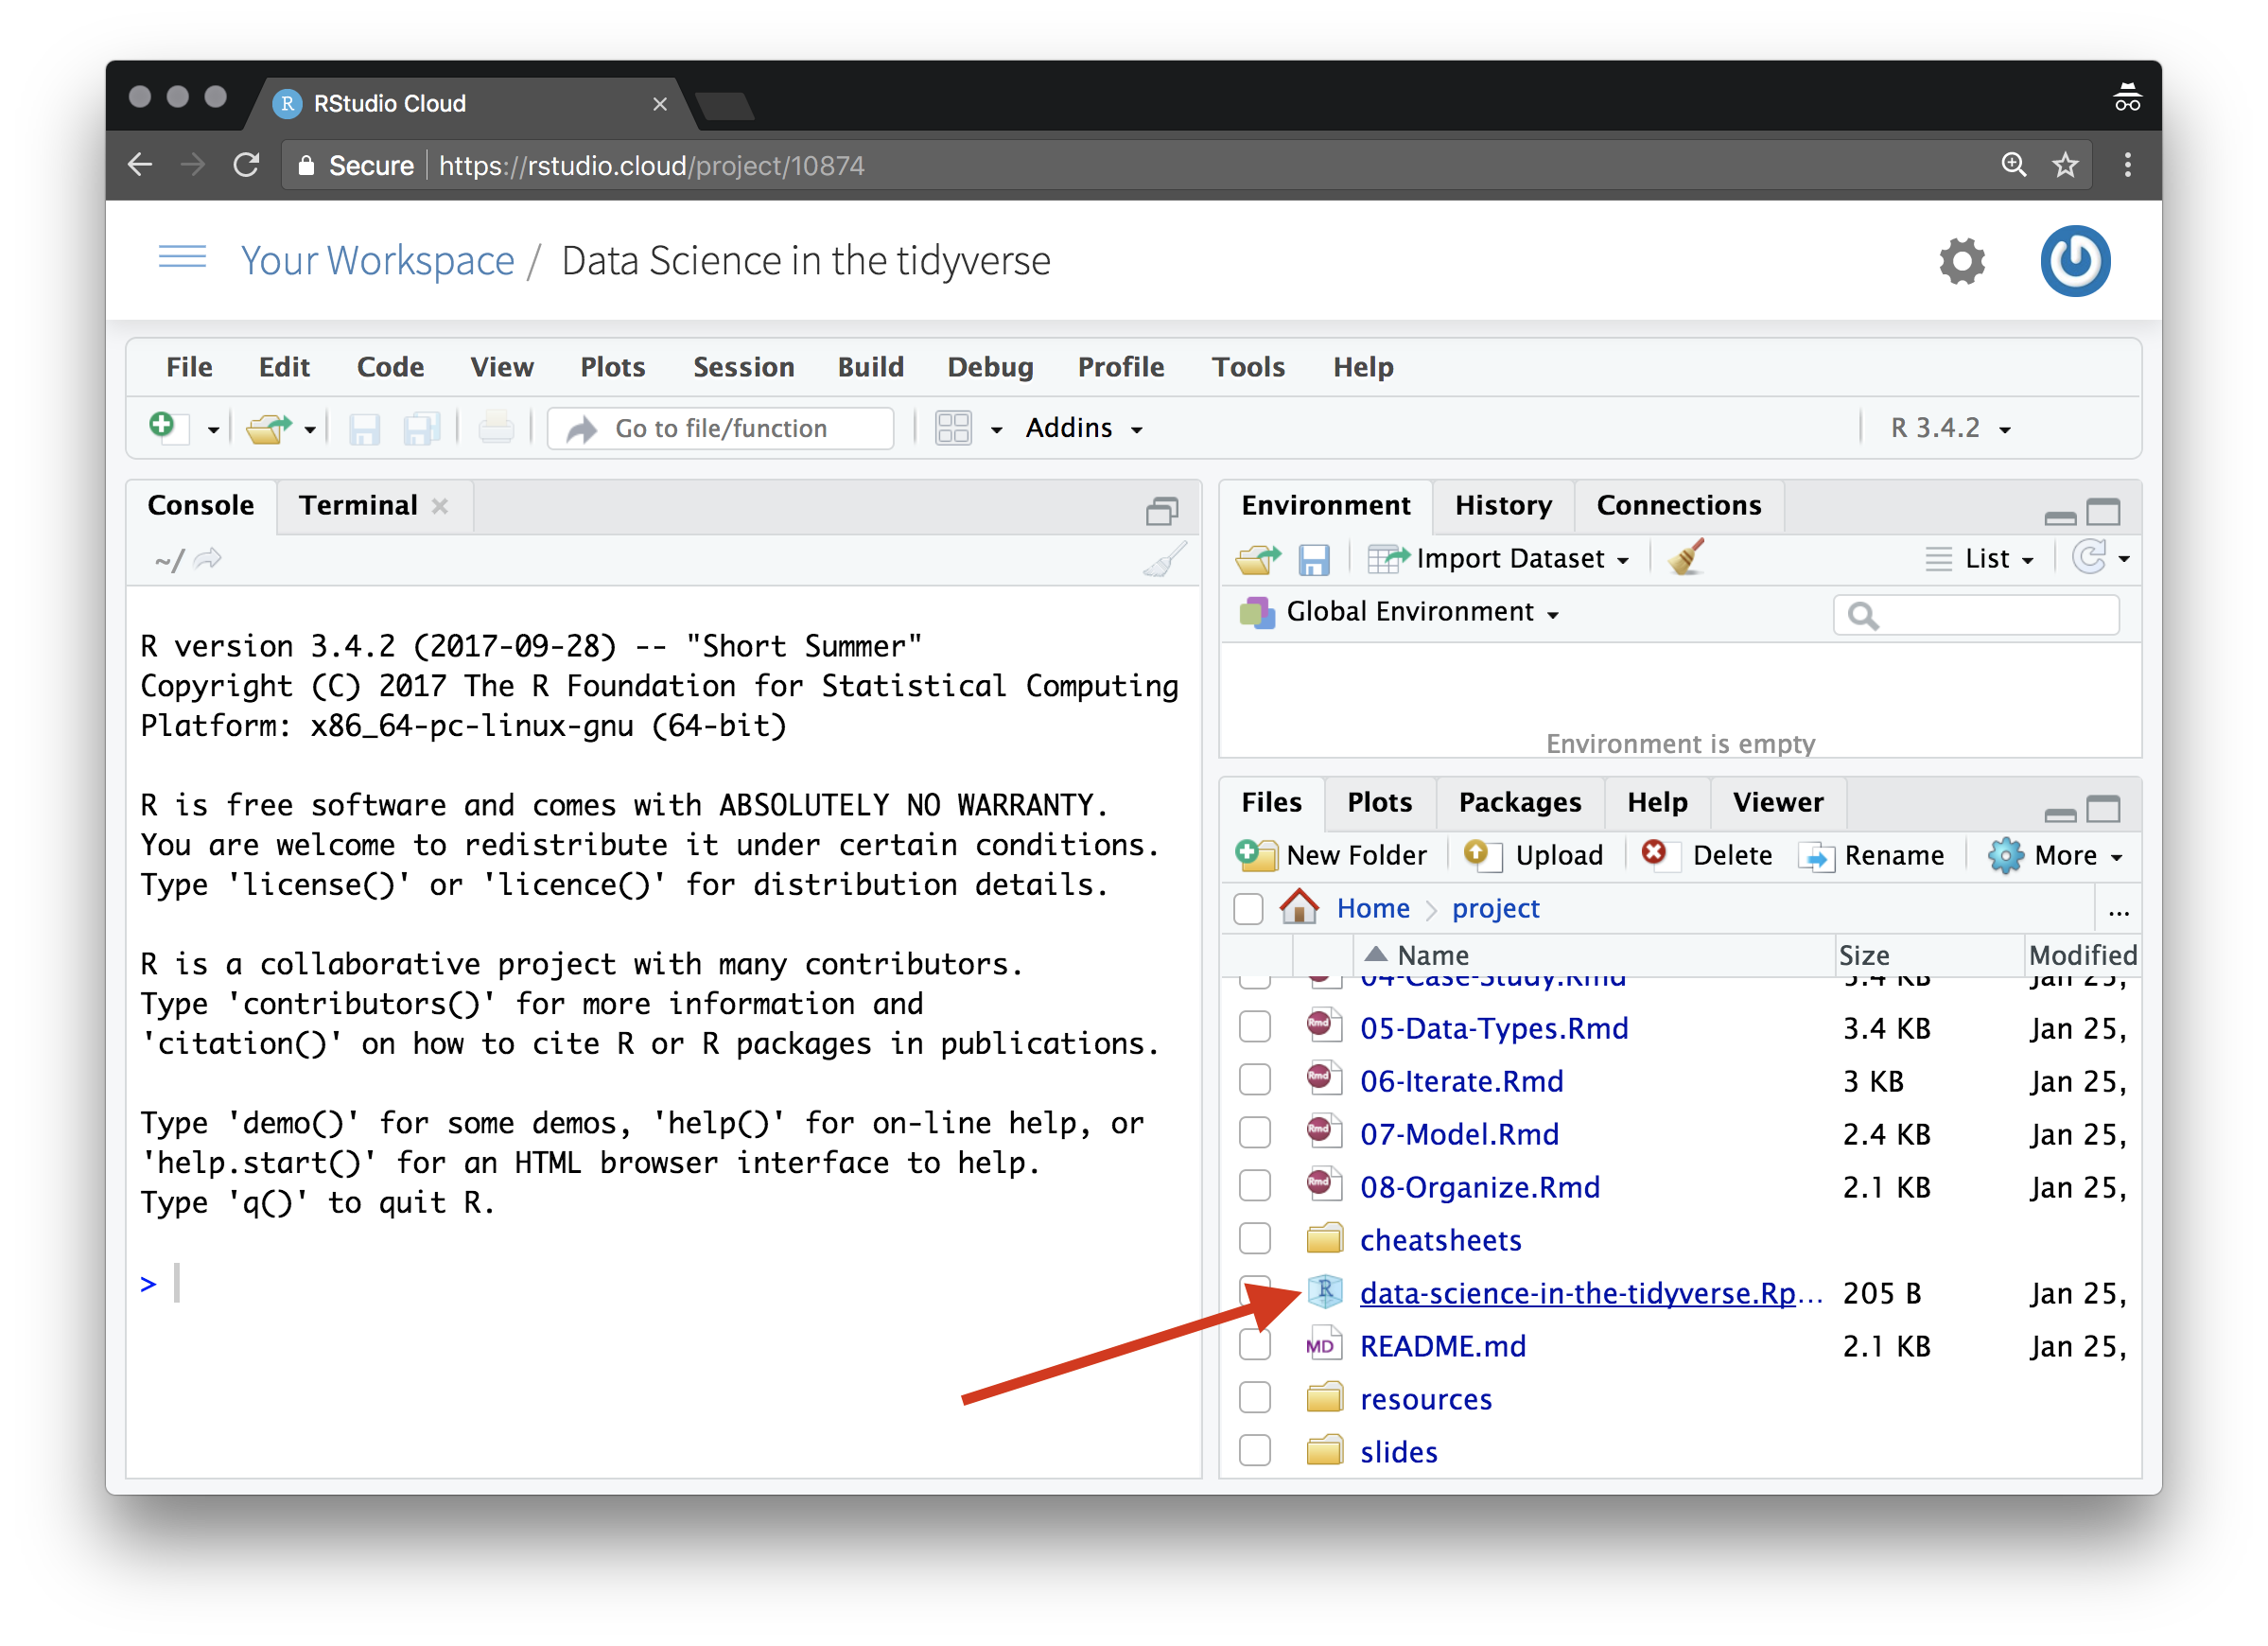 RStudio Cloud
Secure https://rstudio.cloud/project/10874
Your Workspace / Data Science in the tidyverse
File Edit Code View Plots Session Build Debug Profile Tools Help
Go to file/function Addins R 3.4.2
Console Terminal
~/
R version 3.4.2 (2017-09-28) -- "Short Summer"
Copyright (C) 2017 The R Foundation for Statistical Computing
Platform: x86_64-pc-linux-gnu (64-bit)
R is free software and comes with ABSOLUTELY NO WARRANTY.
You are welcome to redistribute it under certain conditions.
Type 'license()' or 'licence()' for distribution details.
R is a collaborative project with many contributors.
Type 'contributors()' for more information and
'citation()' on how to cite R or R packages in publications.
Type 'demo()' for some demos, 'help()' for on-line help, or
'help.start()' for an HTML browser interface to help.
Type 'q()' to quit R.
>
Environment History Connections
Import Dataset List
Global Environment
Environment is empty
Files Plots Packages Help Viewer
New Folder Upload Delete Rename More
Home project ...
Name Size Modified
04-Case-Study.Rmd 5.4 KB Jan 25,
05-Data-Types.Rmd 3.4 KB Jan 25,
06-Iterate.Rmd 3 KB Jan 25,
07-Model.Rmd 2.4 KB Jan 25,
08-Organize.Rmd 2.1 KB Jan 25,
cheatsheets
data-science-in-the-tidyverse.Rp... 205 B Jan 25,
README.md 2.1 KB Jan 25,
resources
slides